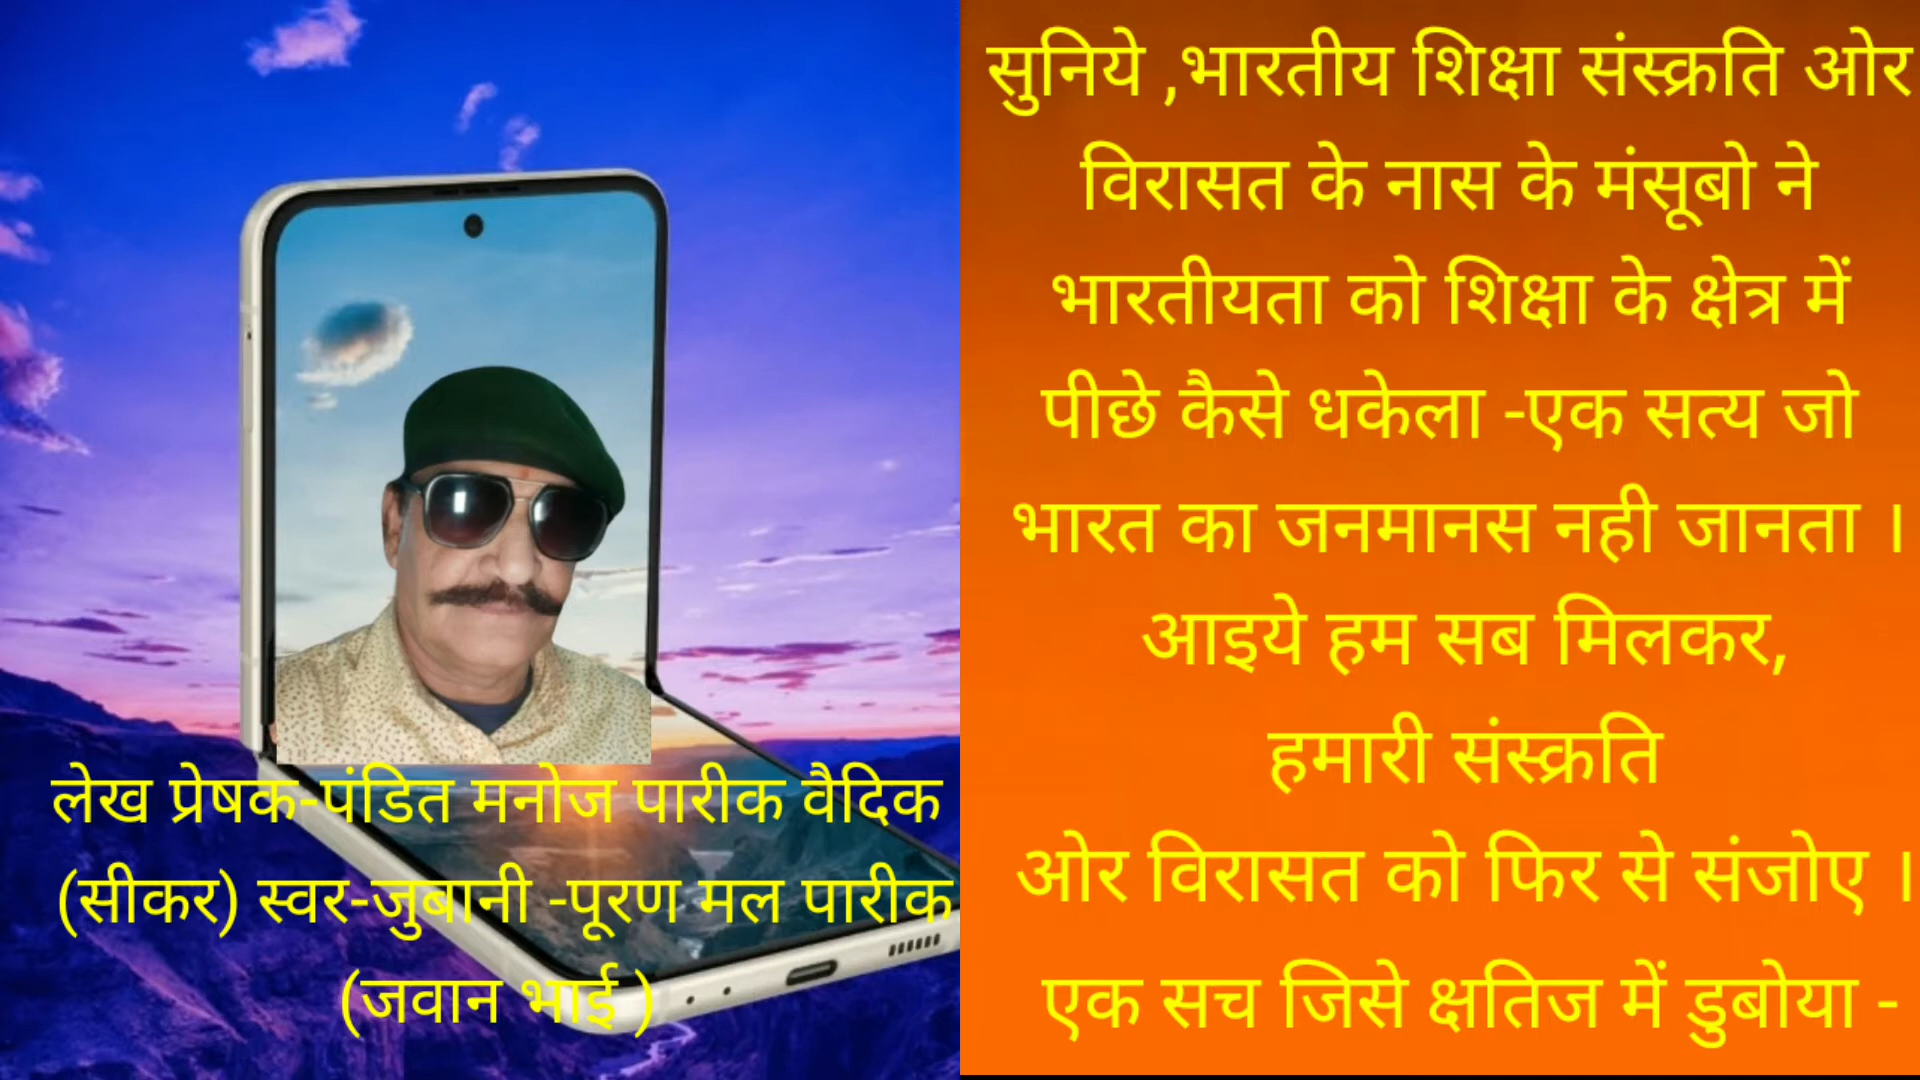 लेख प्रेषक-पंडित मनोज पारीक वैदिक
(सीकर) स्वर-जुबानी -पूरण मल पारीक
(जवान भाई )
सुनिये ,भारतीय शिक्षा संस्क्रति ओर
विरासत के नास के मंसूबो ने
भारतीयता को शिक्षा के क्षेत्र में
पीछे कैसे धकेला -एक सत्य जो
भारत का जनमानस नही जानता ।
आइये हम सब मिलकर,
हमारी संस्क्रति
ओर विरासत को फिर से संजोए ।
एक सच जिसे क्षतिज में डुबोया -